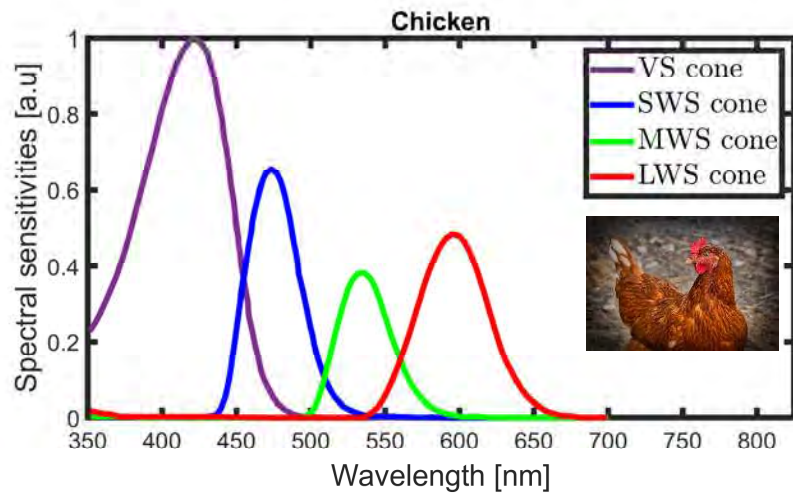 Chicken
Spectral sensitivities [a.u]
1
0.8
0.6
0.4
0.2
0
VS cone
SWS cone
MWS cone
LWS cone
350 400 450 500 550 600 650 700 750 800
Wavelength [nm]